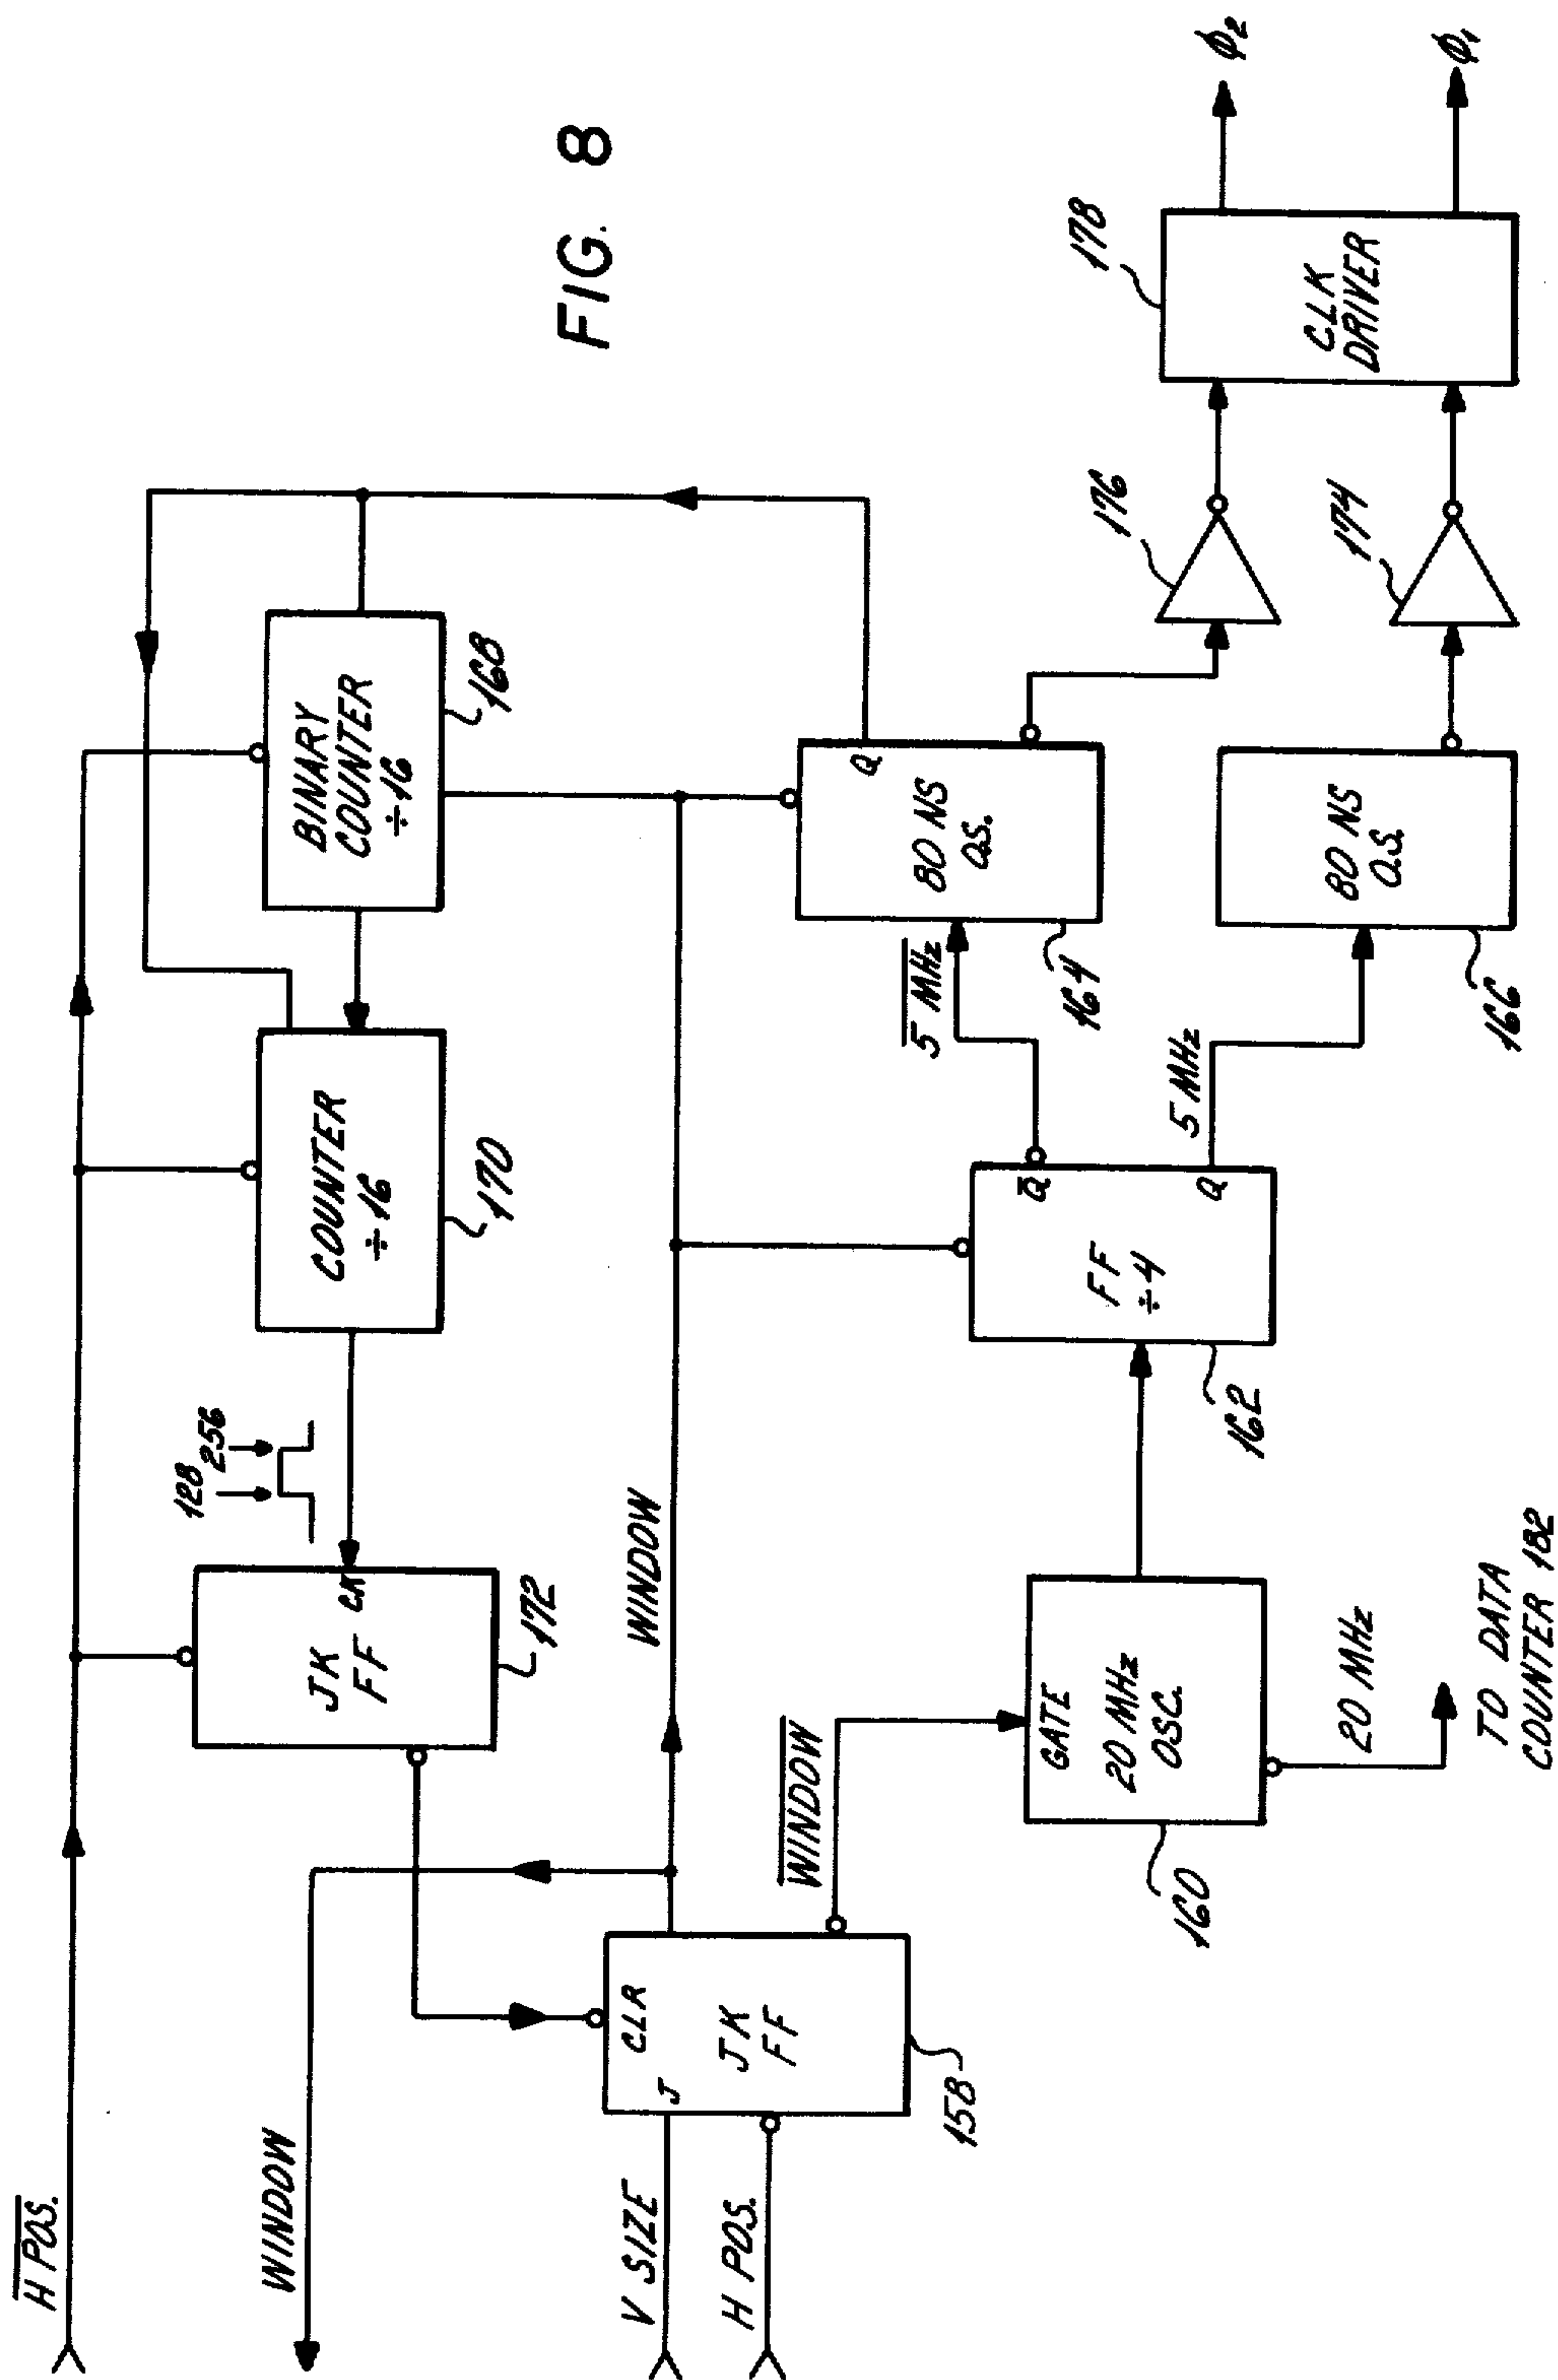 FIG. 8
H POS.
WINDOW
V SIZE
H POS.
J
CLR
JK
FF
158
WINDOW
WINDOW
JK
FF
CK
172
128
256
COUNTER
÷16
170
BINARY
COUNTER
÷16
168
GATE
20 MHz
OSC.
160
20 MHz
TO DATA
COUNTER 182
FF
÷4
Q̅
Q
162
5 MHz
5 MHz
80 NS
O.S.
Q
164
80 NS
O.S.
166
176
174
CLK
DRIVER
178
ϕ2
ϕ1